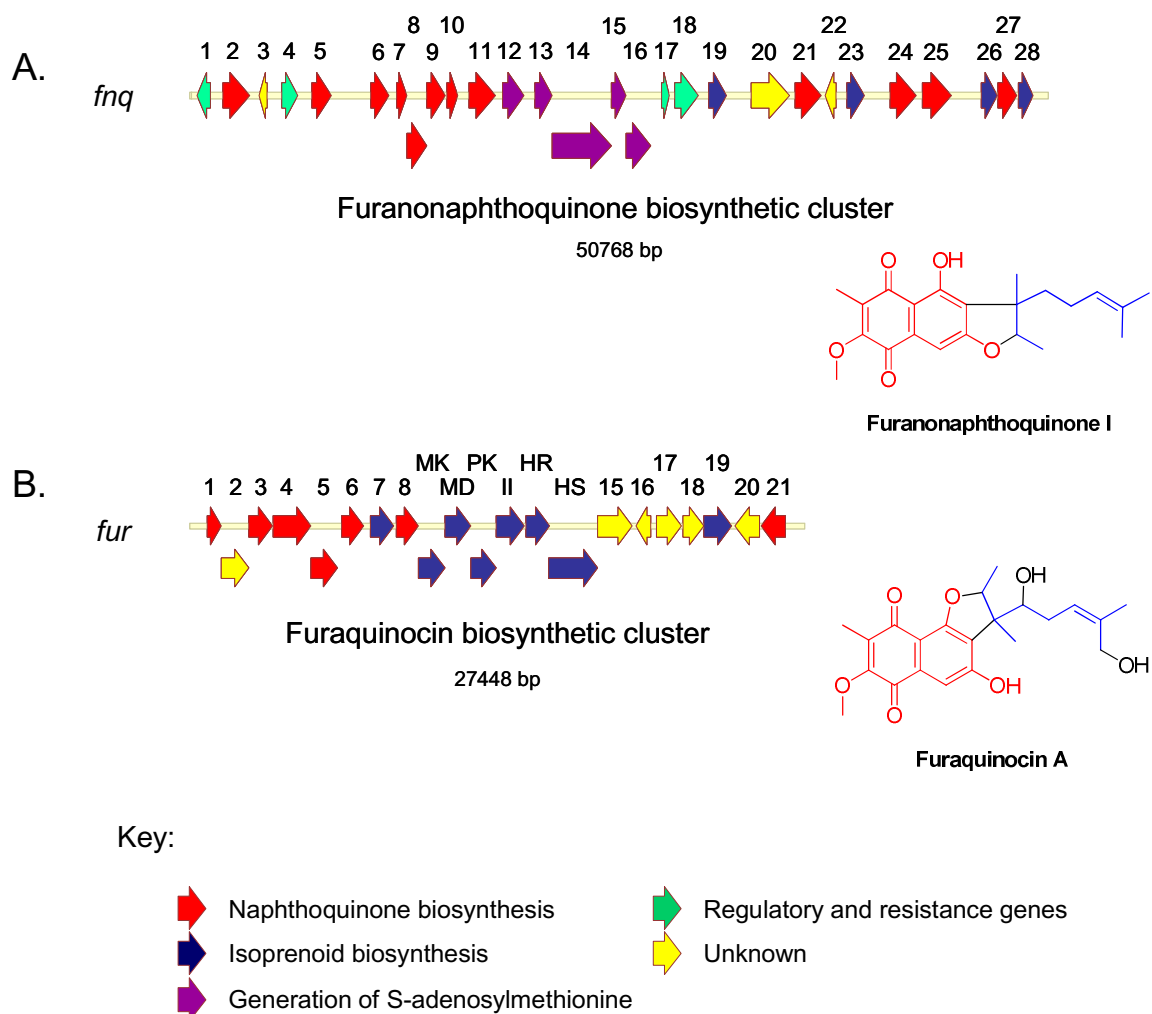 A.
8 10 15 18 22 27
1 2 3 4 5 6 7 9 11 12 13 14 16 17 19 20 21 23 24 25 26 28
fnq
Furanonaphthoquinone biosynthetic cluster
50768 bp
O OH
O O
O
Furanonaphthoquinone I
B.
MK PK HR 17 19
1 2 3 4 5 6 7 8 MD II HS 15 16 18 20 21
fur
Furaquinocin biosynthetic cluster
27448 bp
OH
O O
OH
O OH
O
Furaquinocin A
Key:
Naphthoquinone biosynthesis
Regulatory and resistance genes
Isoprenoid biosynthesis
Unknown
Generation of S-adenosylmethionine